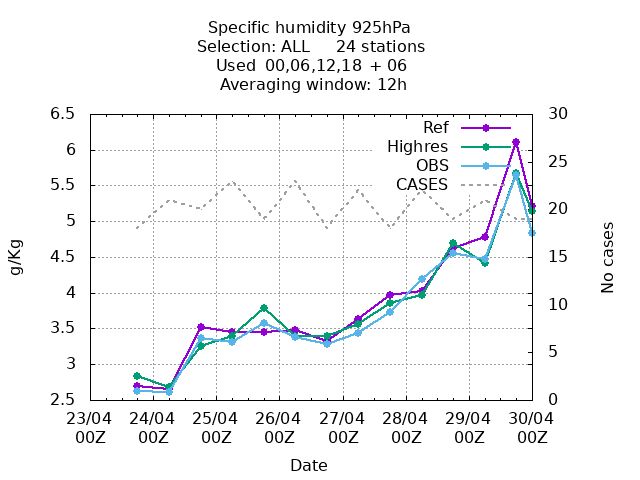 Specific humidity 925hPa
Selection: ALL 24 stations
Used 00,06,12,18 + 06
Averaging window: 12h
6.5
6
5.5
5
4.5
4
3.5
3
2.5
30
25
20
15
10
5
0
Ref
Highres
OBS
CASES
g/Kg
No cases
23/04 24/04 25/04 26/04 27/04 28/04 29/04 30/04
00Z 00Z 00Z 00Z 00Z 00Z 00Z 00Z
Date